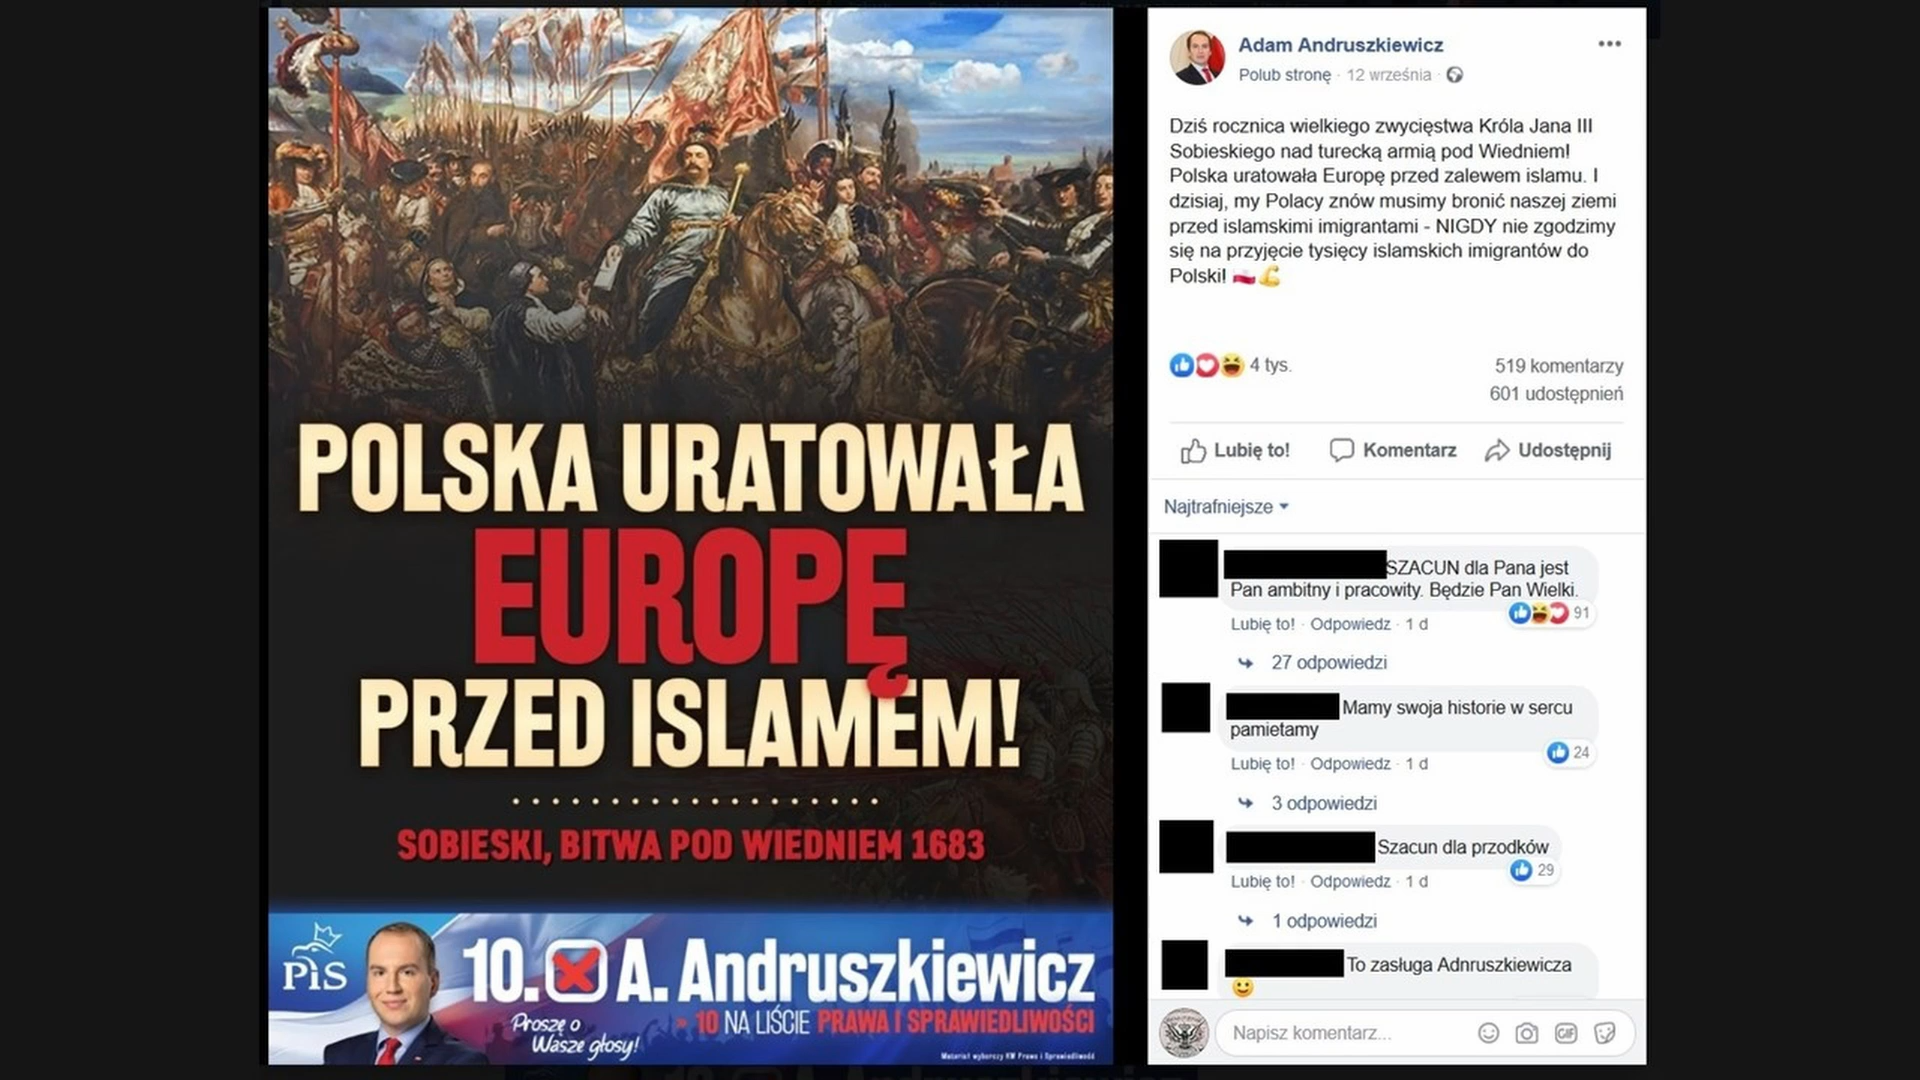 POLSKA URATOWAŁA
EUROPĘ
PRZED ISLAMEM!
SOBIESKI, BITWA POD WIEDNIEM 1683
PiS
10. A. Andruszkiewicz
Proszę o
Wasze głosy!
» 10 NA LIŚCIE PRAWA I SPRAWIEDLIWOŚCI
Materiał wyborczy KW Prawo i Sprawiedliwość
Adam Andruszkiewicz
Polub stronę · 12 września ·
Dziś rocznica wielkiego zwycięstwa Króla Jana III
Sobieskiego nad turecką armią pod Wiedniem!
Polska uratowała Europę przed zalewem islamu. I
dzisiaj, my Polacy znów musimy bronić naszej ziemi
przed islamskimi imigrantami - NIGDY nie zgodzimy
się na przyjęcie tysięcy islamskich imigrantów do
Polski! 🇵🇱💪
4 tys.
519 komentarzy
601 udostępnień
Lubię to! Komentarz Udostępnij
Najtrafniejsze
SZACUN dla Pana jest
Pan ambitny i pracowity. Będzie Pan Wielki.
91
Lubię to! · Odpowiedz · 1 d
27 odpowiedzi
Mamy swoja historie w sercu
pamietamy
24
Lubię to! · Odpowiedz · 1 d
3 odpowiedzi
Szacun dla przodków
29
Lubię to! · Odpowiedz · 1 d
1 odpowiedzi
To zasługa Adnruszkiewicza
🙂
Napisz komentarz...
GIF